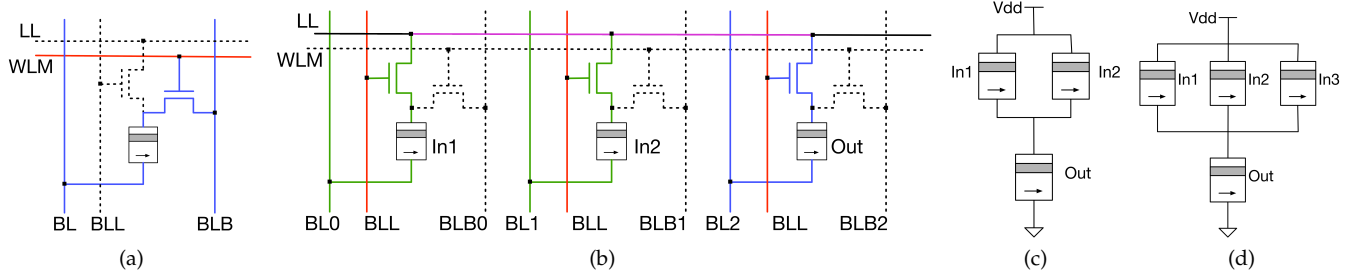 LL
WLM
BL
BLL
BLB
(a)
LL
WLM
In1
In2
Out
BL0
BLL
BLB0
BL1
BLL
BLB1
BL2
BLL
BLB2
(b)
Vdd
In1
In2
Out
(c)
Vdd
In1
In2
In3
Out
(d)